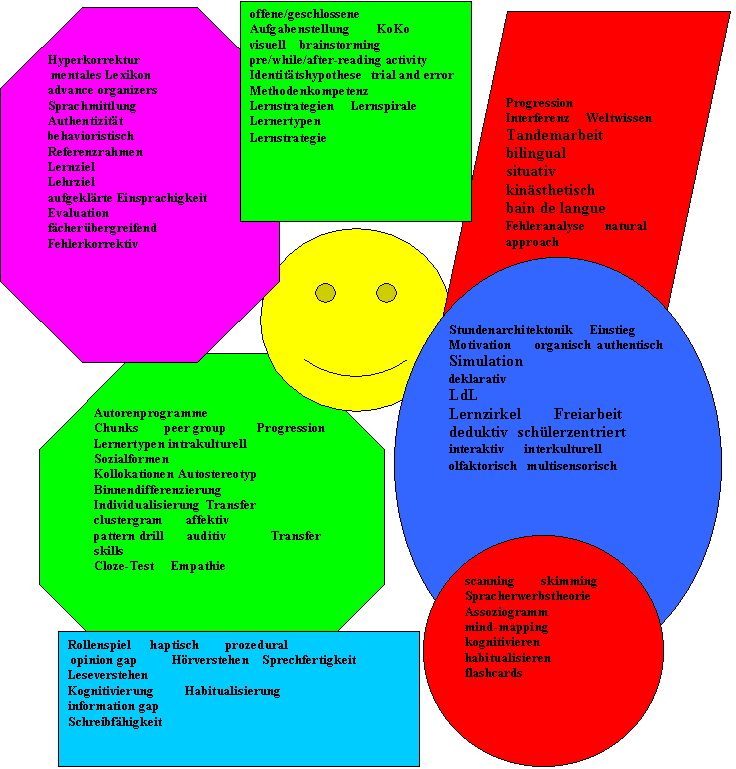 Hyperkorrektur
mentales Lexikon
advance organizers
Sprachmittlung
Authentizität
behavioristisch
Referenzrahmen
Lernziel
Lehrziel
aufgeklärte Einsprachigkeit
Evaluation
fächerübergreifend
Fehlerkorrektiv
offene/geschlossene
Aufgabenstellung KoKo
visuell brainstorming
pre/while/after-reading activity
Identitätshypothese trial and error
Methodenkompetenz
Lernstrategien Lernspirale
Lernertypen
Lernstrategie
Progression
Interferenz Weltwissen
Tandemarbeit
bilingual
situativ
kinästhetisch
bain de langue
Fehleranalyse natural
approach
Stundenarchitektonik Einstieg
Motivation organisch authentisch
Simulation
deklarativ
LdL
Lernzirkel Freiarbeit
deduktiv schülerzentriert
interaktiv interkulturell
olfaktorisch multisensorisch
Autorenprogramme
Chunks peer group Progression
Lernertypen intrakulturell
Sozialformen
Kollokationen Autostereotyp
Binnendifferenzierung
Individualisierung Transfer
clustergram affektiv
pattern drill auditiv Transfer
skills
Cloze-Test Empathie
scanning skimming
Spracherwerbstheorie
Assoziogramm
mind-mapping
kognitivieren
habitualisieren
flashcards
Rollenspiel haptisch prozedural
opinion gap Hörverstehen Sprechfertigkeit
Leseverstehen
Kognitivierung Habitualisierung
information gap
Schreibfähigkeit